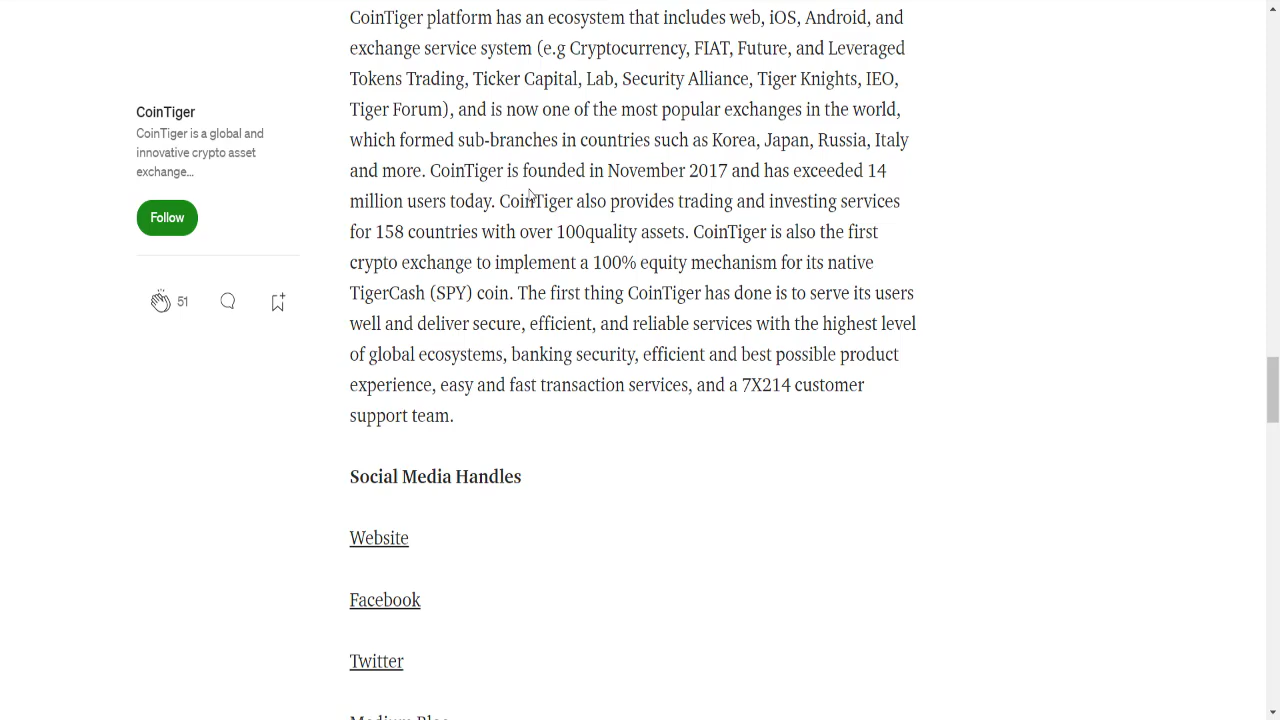 CoinTiger platform has an ecosystem that includes web, iOS, Android, and
exchange service system (e.g Cryptocurrency, FIAT, Future, and Leveraged
Tokens Trading, Ticker Capital, Lab, Security Alliance, Tiger Knights, IEO,
Tiger Forum), and is now one of the most popular exchanges in the world,
which formed sub-branches in countries such as Korea, Japan, Russia, Italy
and more. CoinTiger is founded in November 2017 and has exceeded 14
million users today. CoinTiger also provides trading and investing services
for 158 countries with over 100quality assets. CoinTiger is also the first
crypto exchange to implement a 100% equity mechanism for its native
TigerCash (SPY) coin. The first thing CoinTiger has done is to serve its users
well and deliver secure, efficient, and reliable services with the highest level
of global ecosystems, banking security, efficient and best possible product
experience, easy and fast transaction services, and a 7X214 customer
support team.
CoinTiger
CoinTiger is a global and
innovative crypto asset
exchange...
Follow
51
Social Media Handles
Website
Facebook
Twitter
Medium Blog